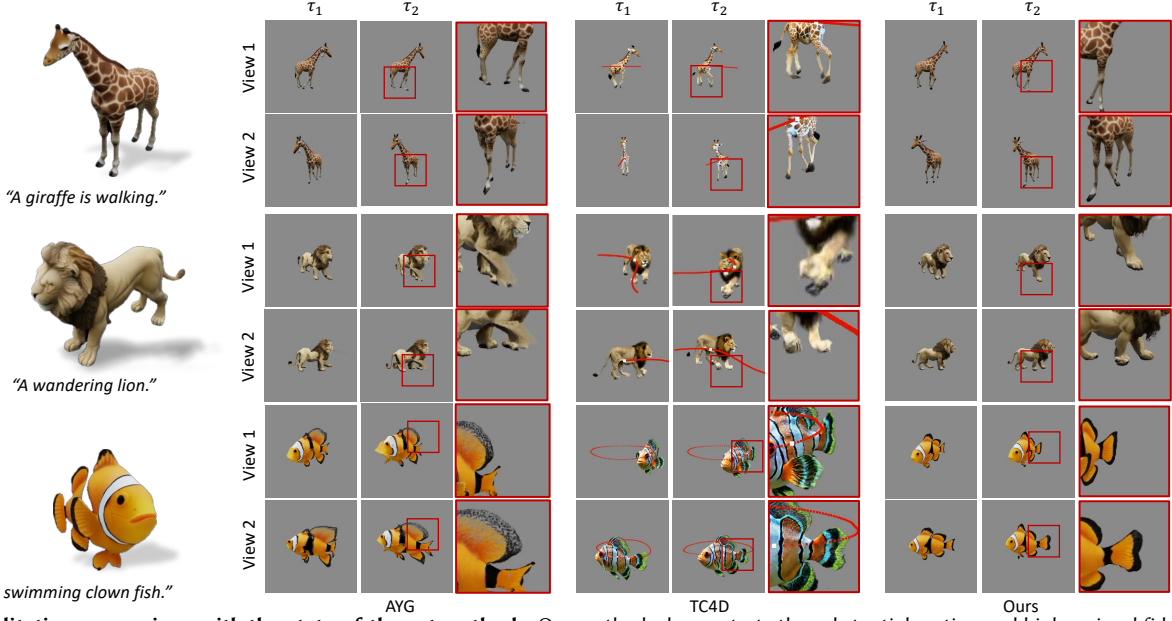 τ₁ τ₂ τ₁ τ₂ τ₁ τ₂
View 1
View 2
"A giraffe is walking."
View 1
View 2
"A wandering lion."
View 1
View 2
swimming clown fish."
AYG TC4D Ours